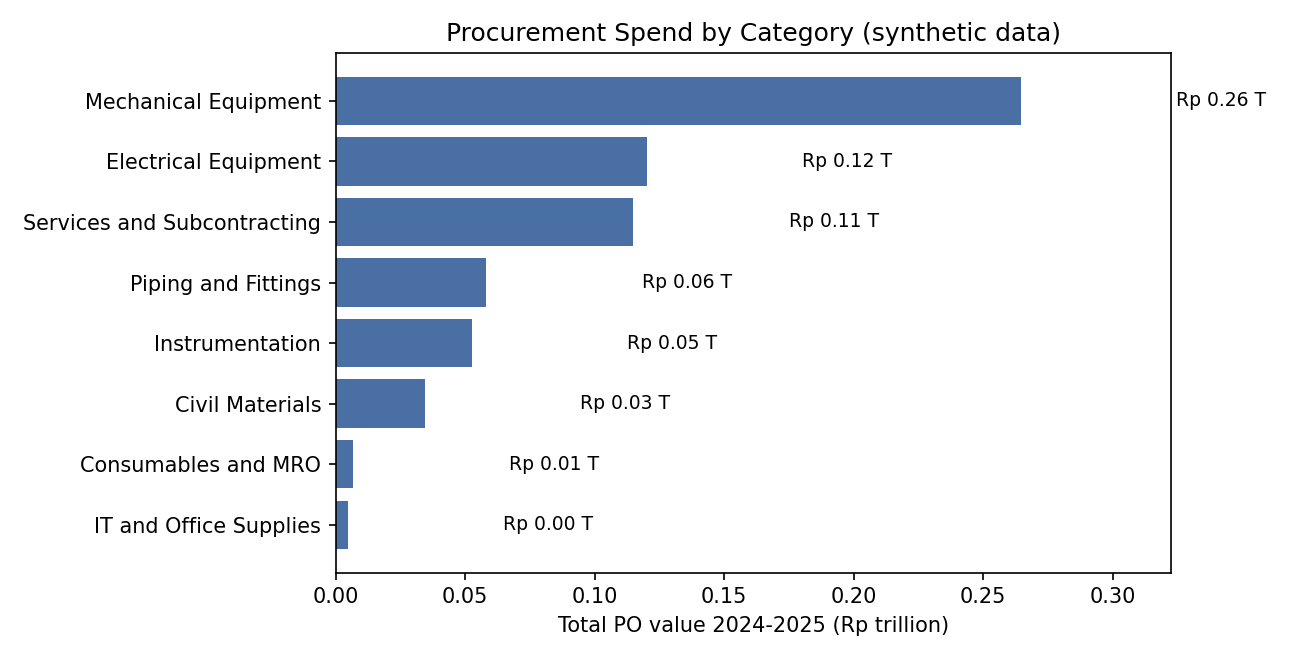 Procurement Spend by Category (synthetic data)
Mechanical Equipment Rp 0.26 T
Electrical Equipment Rp 0.12 T
Services and Subcontracting Rp 0.11 T
Piping and Fittings Rp 0.06 T
Instrumentation Rp 0.05 T
Civil Materials Rp 0.03 T
Consumables and MRO Rp 0.01 T
IT and Office Supplies Rp 0.00 T
0.00 0.05 0.10 0.15 0.20 0.25 0.30
Total PO value 2024-2025 (Rp trillion)